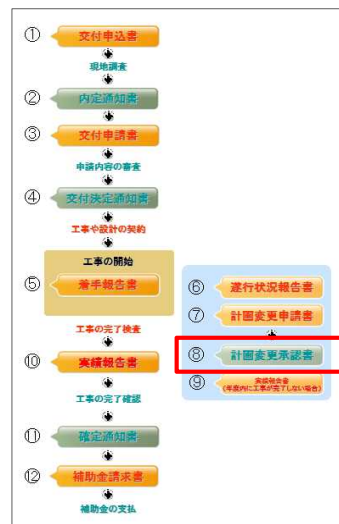 ① 交付申込書
現地調査
② 内定通知書
③ 交付申請書
申請内容の審査
④ 交付決定通知書
工事や設計の契約
工事の開始
⑤ 着手報告書
工事の完了検査
⑩ 実績報告書
工事の完了確認
⑪ 確定通知書
⑫ 補助金請求書
補助金の支払
⑥ 遂行状況報告書
⑦ 計画変更申請書
⑧ 計画変更承認書
⑨ 実績報告書
(年度内に工事が完了しない場合)